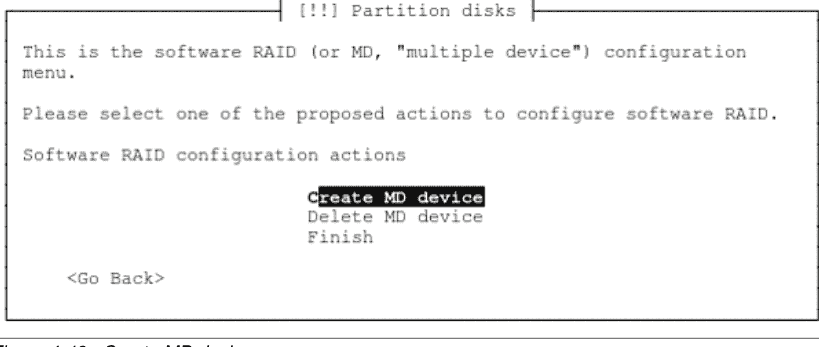 [!!] Partition disks
This is the software RAID (or MD, "multiple device") configuration
menu.
Please select one of the proposed actions to configure software RAID.
Software RAID configuration actions
Create MD device
Delete MD device
Finish
<Go Back>